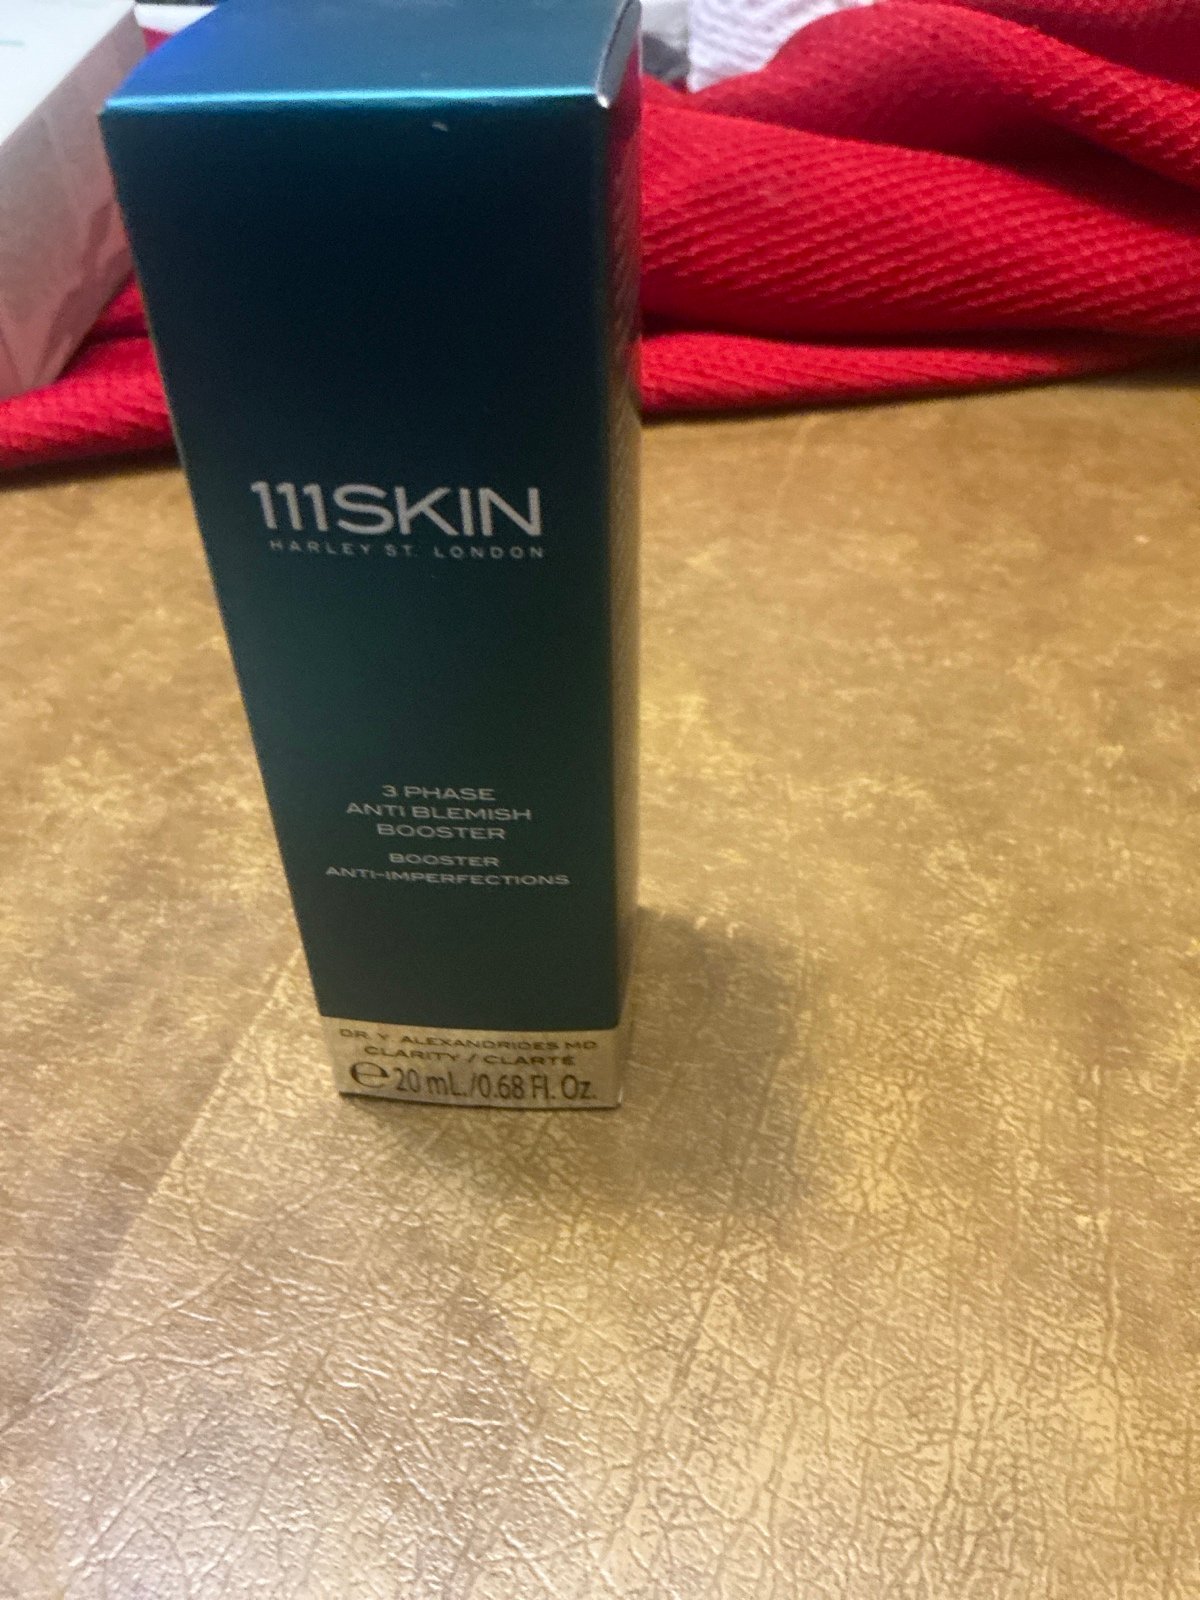 111SKIN
HARLEY ST. LONDON
3 PHASE
ANTI BLEMISH
BOOSTER
BOOSTER
ANTI-IMPERFECTIONS
DR. Y. ALEXANDRIDES MD
CLARITY / CLARTÉ
℮ 20 mL./0.68 Fl. Oz.